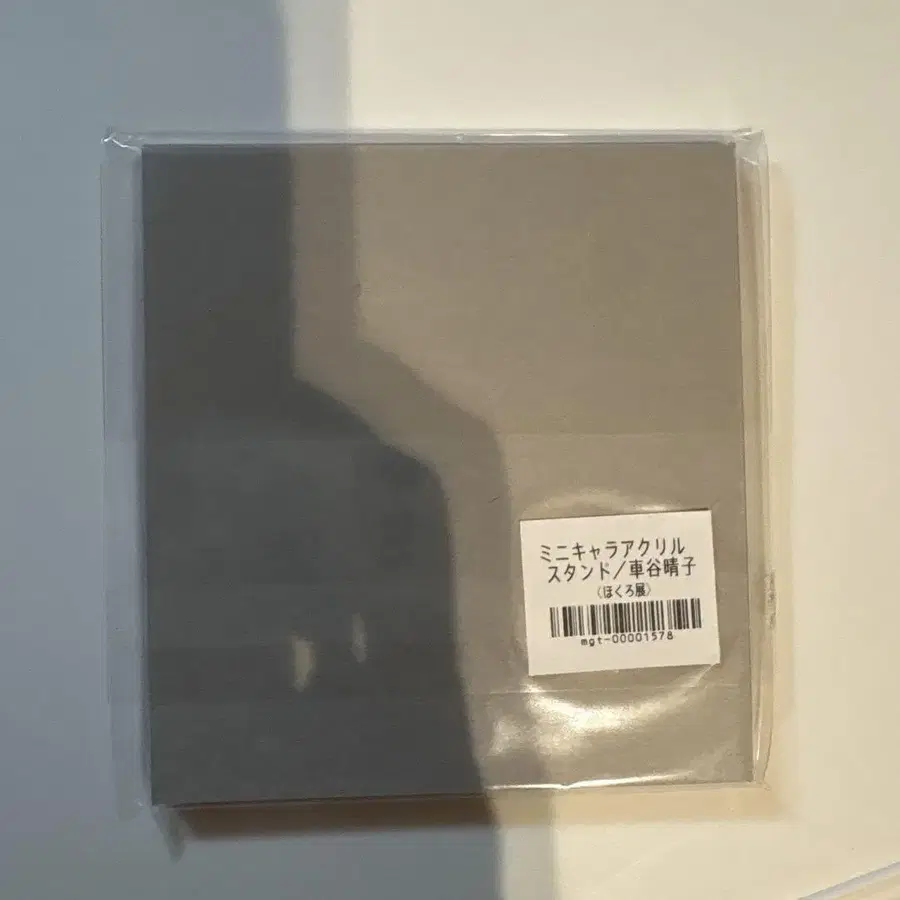 ミニキャラアクリル
スタンド/車谷晴子
〈ほくろ展〉
mgt-00001578